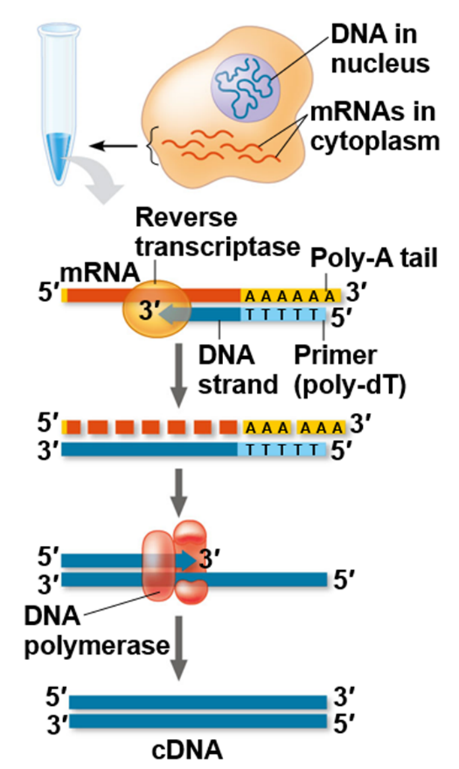 DNA in
nucleus
mRNAs in
cytoplasm
Reverse
transcriptase
Poly-A tail
mRNA
5′ A A A A A A 3′
3′ T T T T T 5′
DNA
strand
Primer
(poly-dT)
5′ A A A A A A 3′
3′ T T T T T 5′
5′ 3′
3′ 5′
DNA
polymerase
5′ 3′
3′ 5′
cDNA